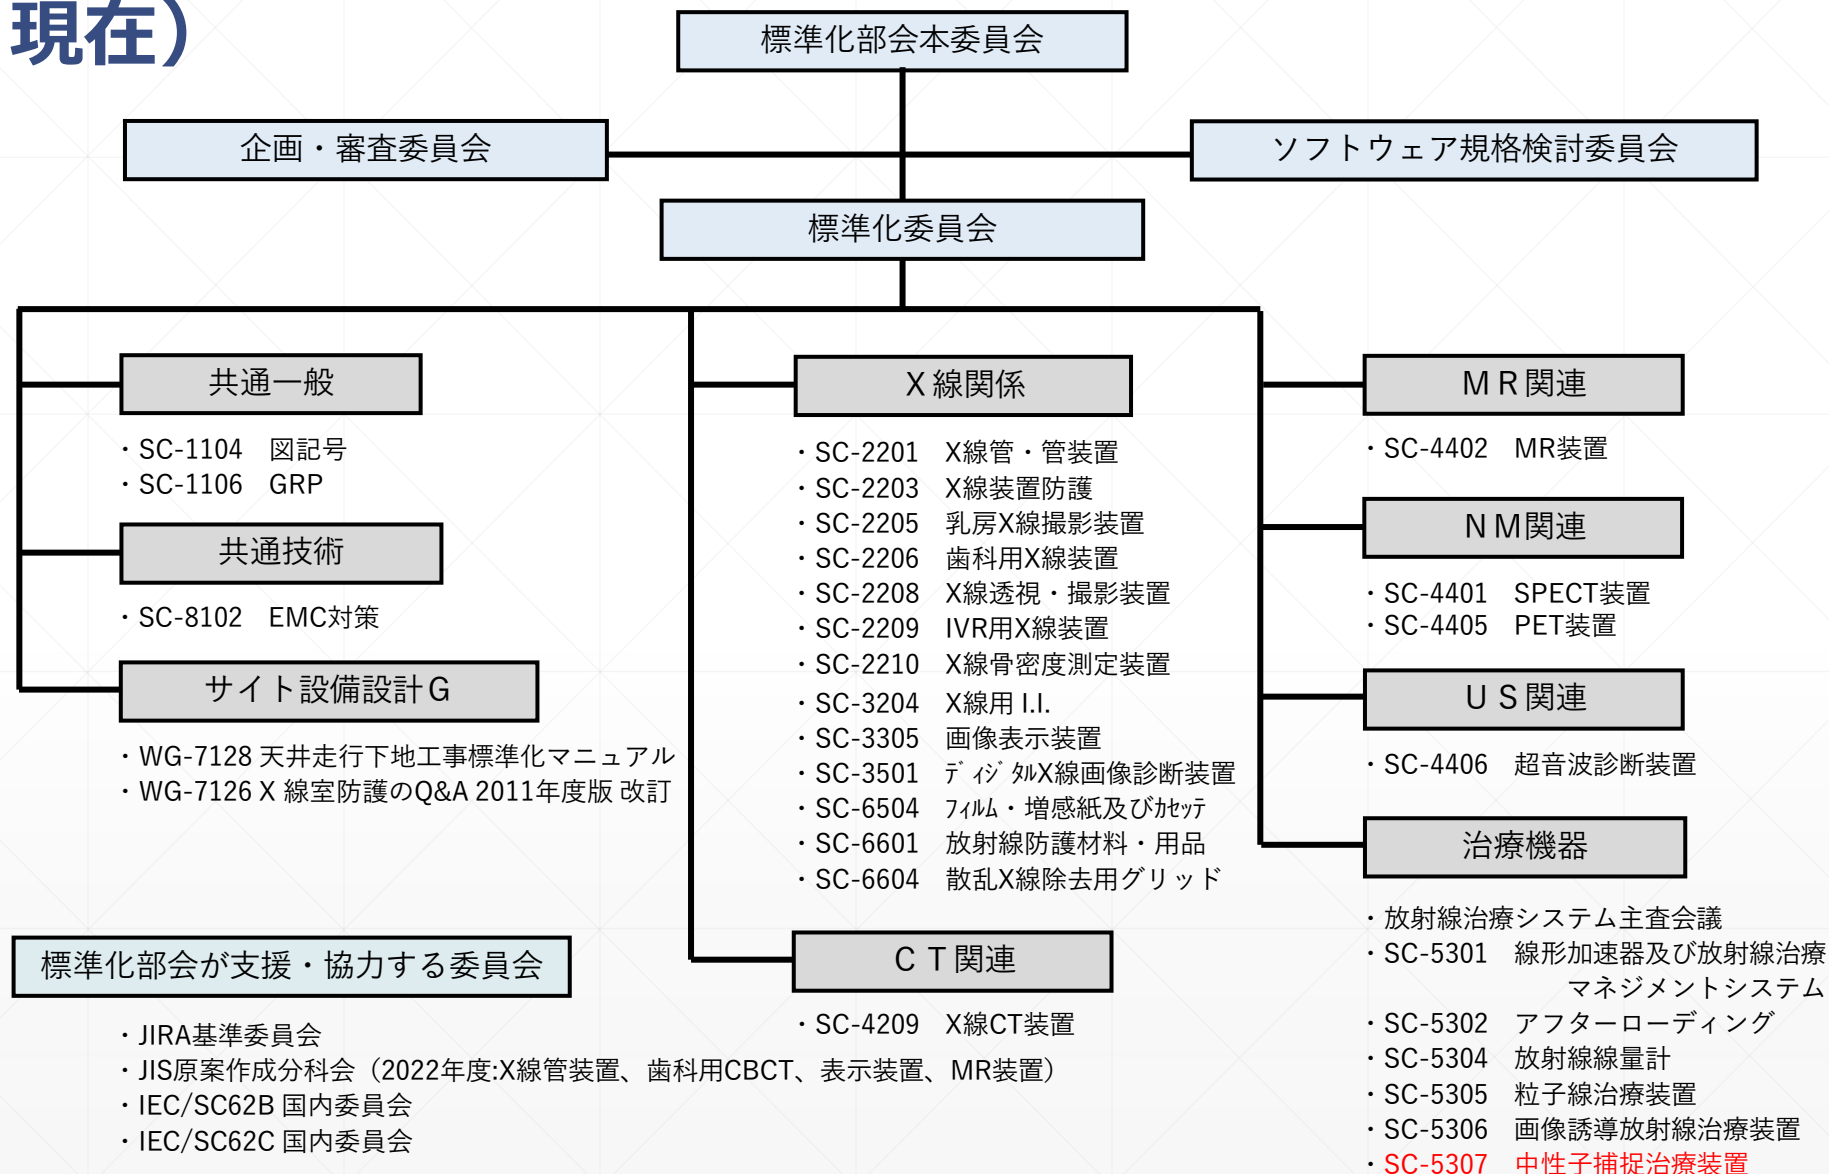 現在）
標準化部会本委員会
企画・審査委員会
ソフトウェア規格検討委員会
標準化委員会
共通一般
・SC-1104 図記号
・SC-1106 GRP
共通技術
・SC-8102 EMC対策
サイト設備設計G
・WG-7128 天井走行下地工事標準化マニュアル
・WG-7126 X 線室防護のQ&A 2011年度版 改訂
X 線関係
・SC-2201 X線管・管装置
・SC-2203 X線装置防護
・SC-2205 乳房X線撮影装置
・SC-2206 歯科用X線装置
・SC-2208 X線透視・撮影装置
・SC-2209 IVR用X線装置
・SC-2210 X線骨密度測定装置
・SC-3204 X線用 I.I.
・SC-3305 画像表示装置
・SC-3501 ﾃﾞｨｼﾞﾀﾙX線画像診断装置
・SC-6504 ﾌｨﾙﾑ・増感紙及びｶｾｯﾃ
・SC-6601 放射線防護材料・用品
・SC-6604 散乱X線除去用グリッド
ＣＴ関連
・SC-4209 X線CT装置
ＭＲ関連
・SC-4402 MR装置
ＮＭ関連
・SC-4401 SPECT装置
・SC-4405 PET装置
ＵＳ関連
・SC-4406 超音波診断装置
治療機器
・放射線治療システム主査会議
・SC-5301 線形加速器及び放射線治療
マネジメントシステム
・SC-5302 アフターローディング
・SC-5304 放射線線量計
・SC-5305 粒子線治療装置
・SC-5306 画像誘導放射線治療装置
・SC-5307 中性子捕捉治療装置
標準化部会が支援・協力する委員会
・JIRA基準委員会
・JIS原案作成分科会（2022年度:X線管装置、歯科用CBCT、表示装置、MR装置）
・IEC/SC62B 国内委員会
・IEC/SC62C 国内委員会